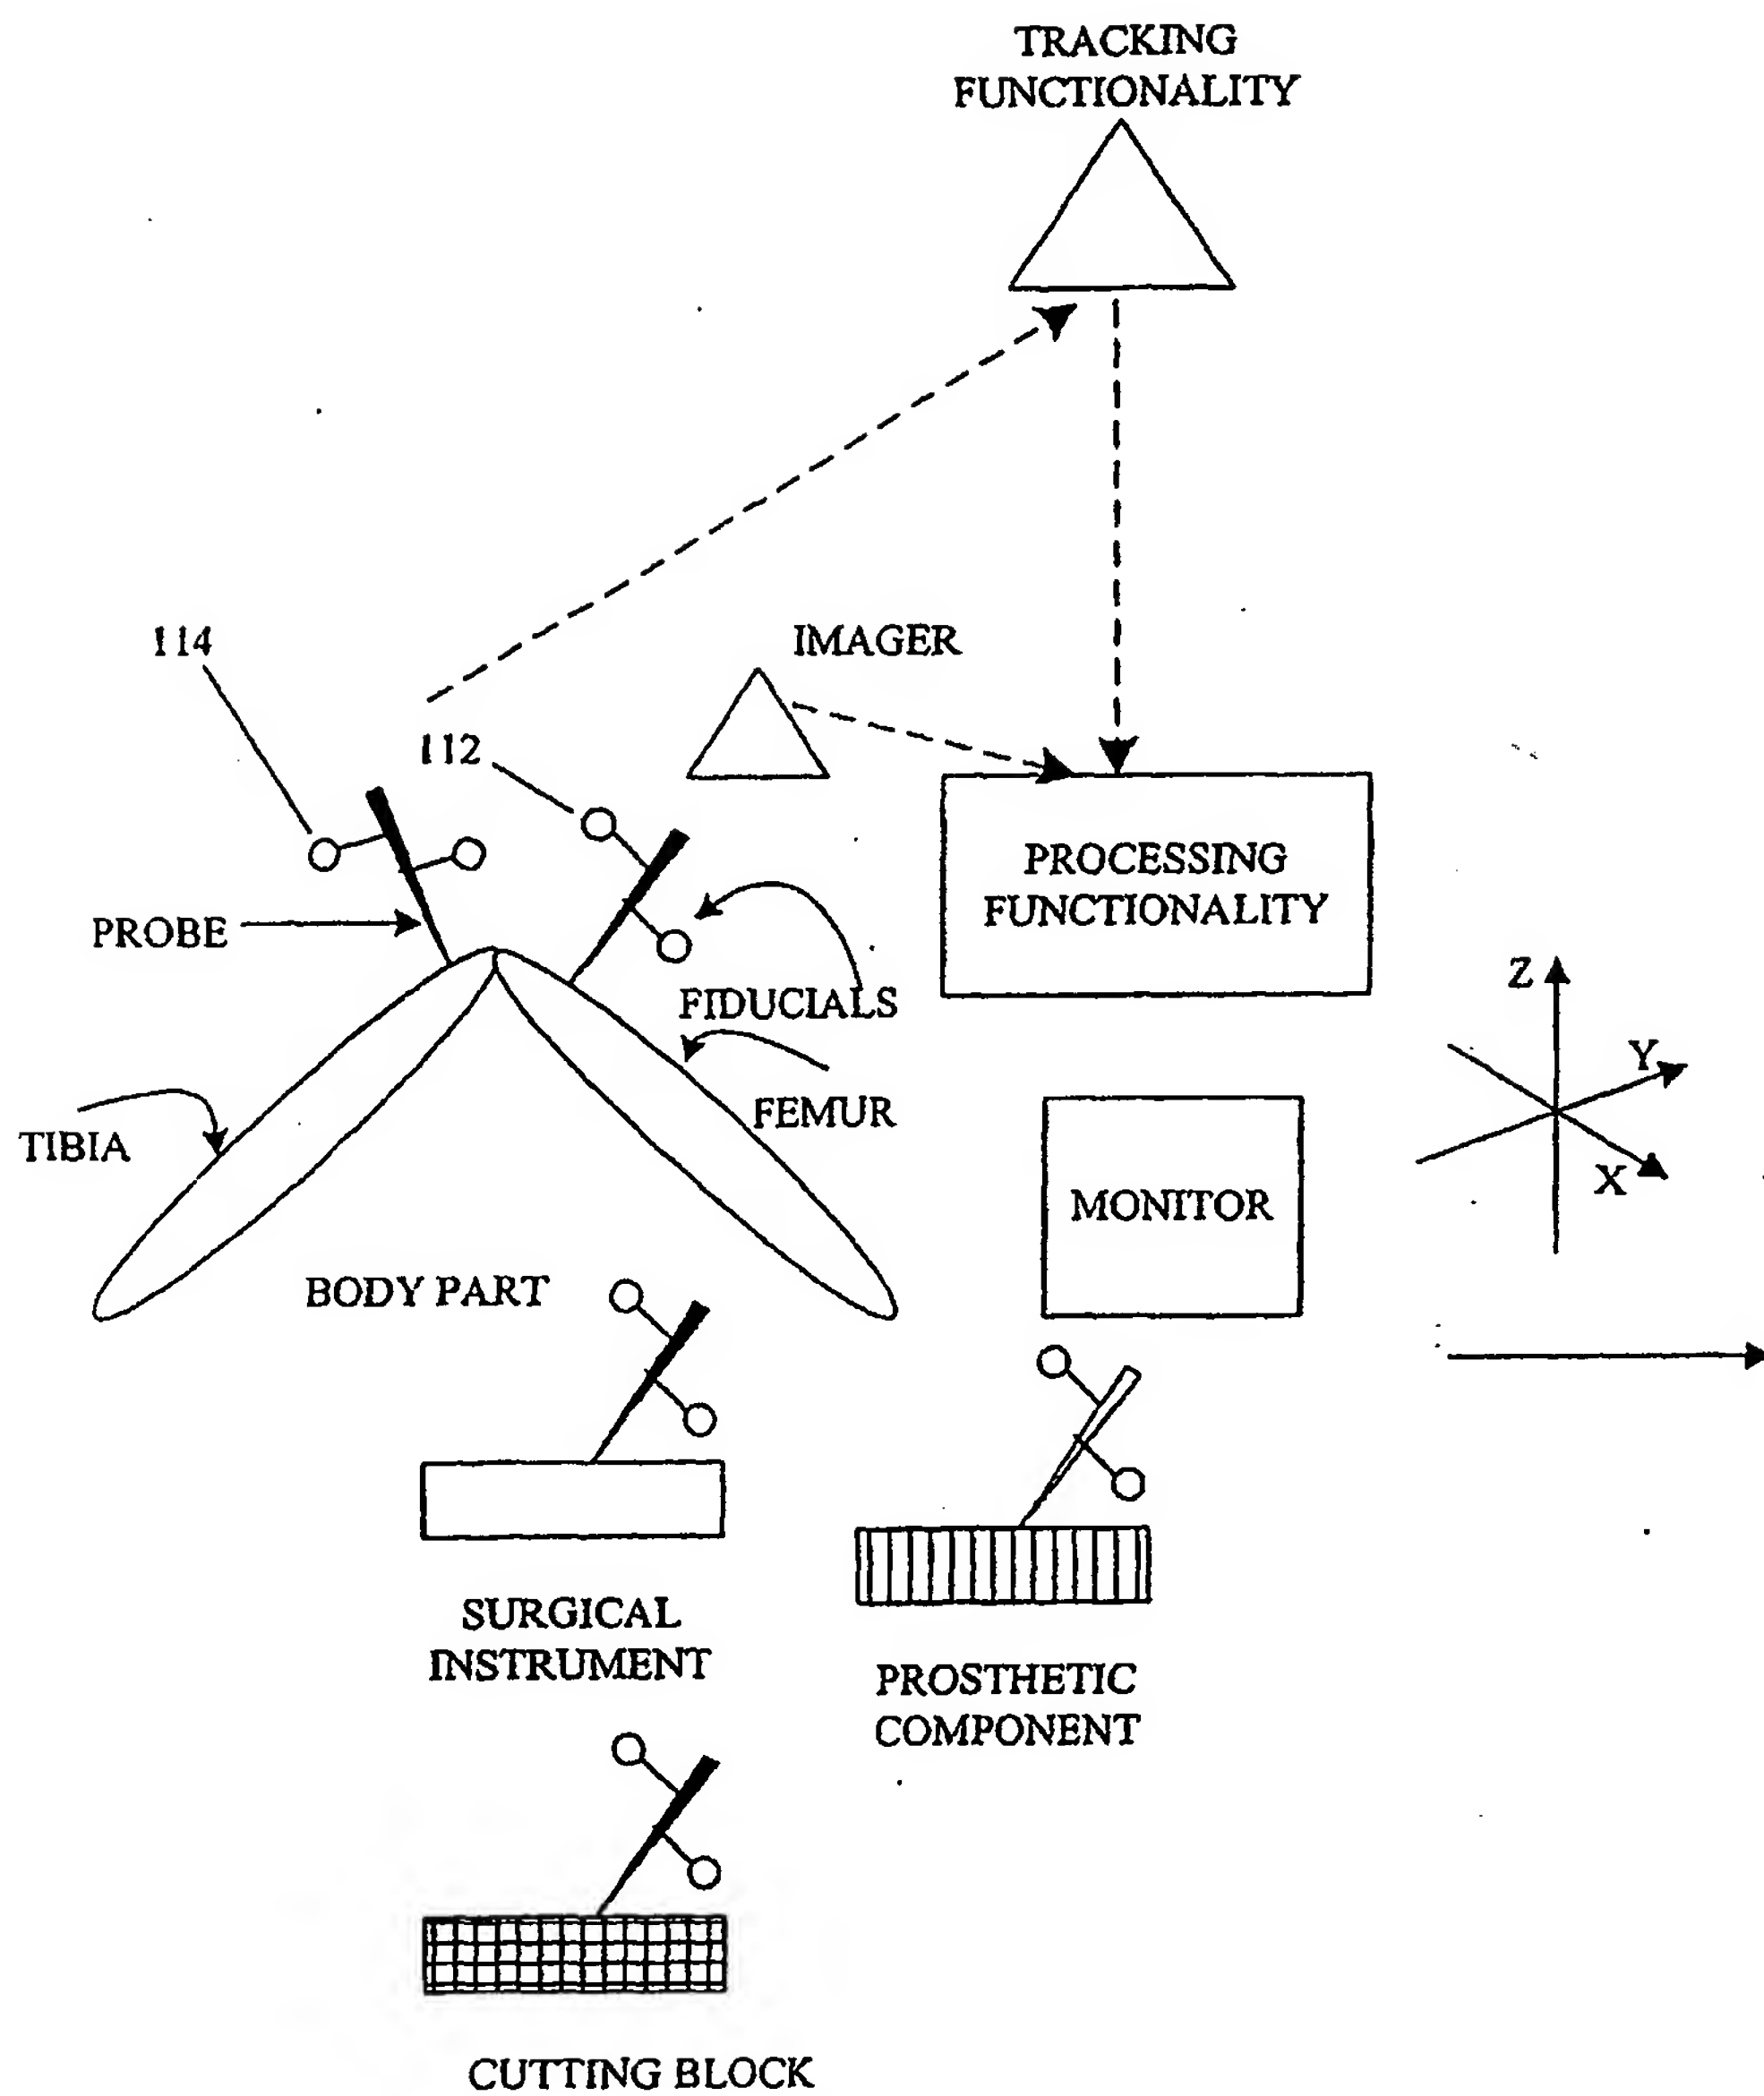 TRACKING
FUNCTIONALITY
114
IMAGER
112
PROCESSING
FUNCTIONALITY
PROBE
FIDUCIALS
Z
Y
X
FEMUR
TIBIA
MONITOR
BODY PART
SURGICAL
INSTRUMENT
PROSTHETIC
COMPONENT
CUTTING BLOCK